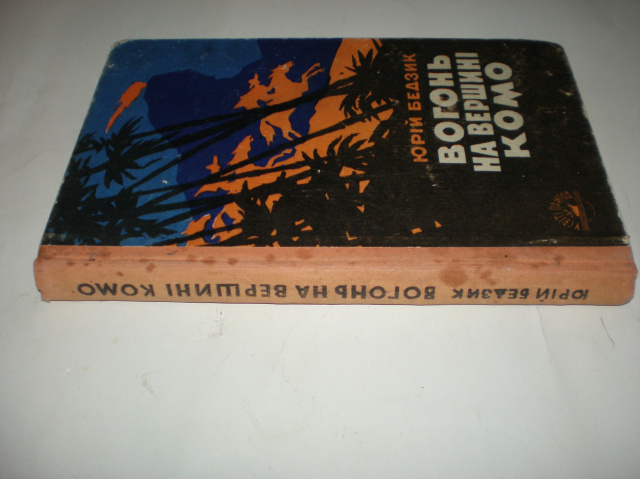 ЮРІЙ БЕДЗИК
ВОГОНЬ
НА ВЕРШИНІ
КОМО
ЮРІЙ БЕДЗИК ВОГОНЬ НА ВЕРШИНІ КОМО